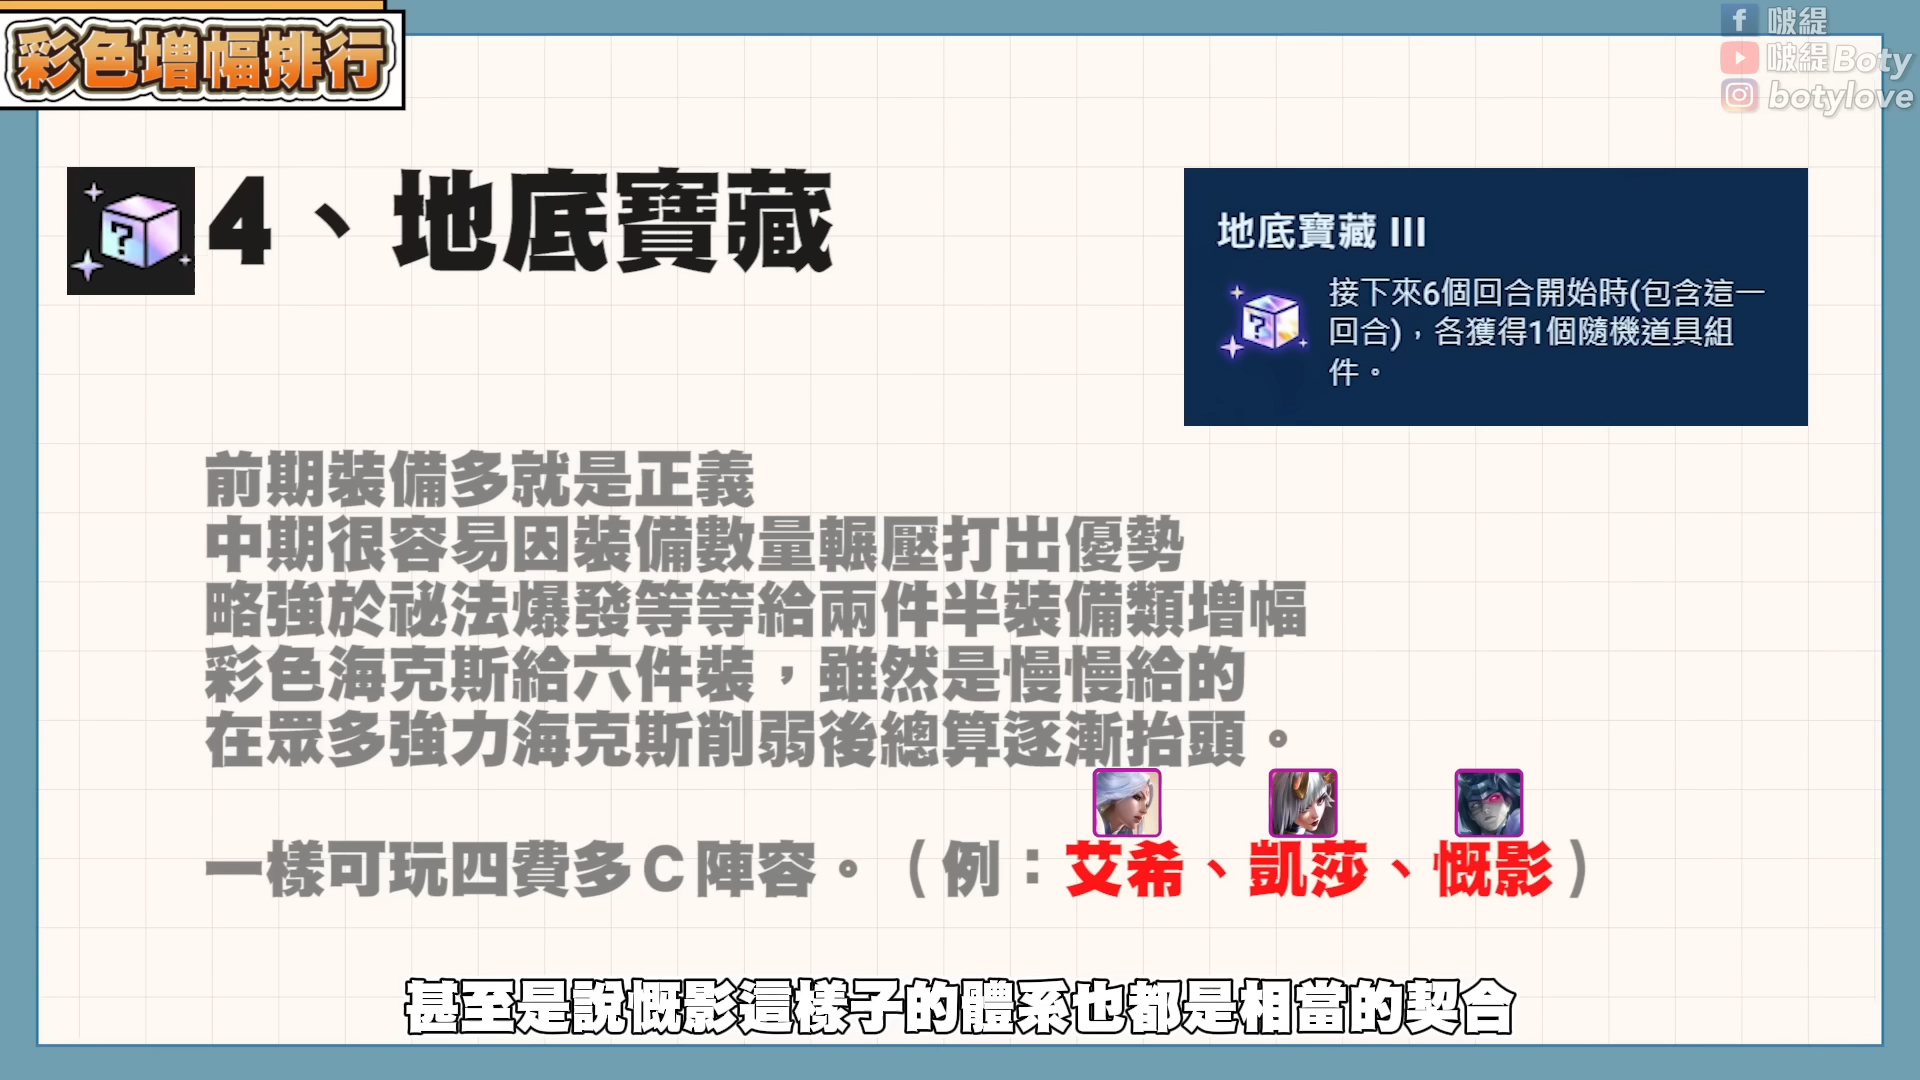 彩色增幅排行
啵緹
啵緹Boty
botylove
4、地底寶藏
地底寶藏 III
接下來6個回合開始時(包含這一
回合)，各獲得1個隨機道具組
件。
前期裝備多就是正義
中期很容易因裝備數量輾壓打出優勢
略強於祕法爆發等等給兩件半裝備類增幅
彩色海克斯給六件裝，雖然是慢慢給的
在眾多強力海克斯削弱後總算逐漸抬頭。
一樣可玩四費多C陣容。（例：艾希、凱莎、慨影）
甚至是說慨影這樣子的體系也都是相當的契合